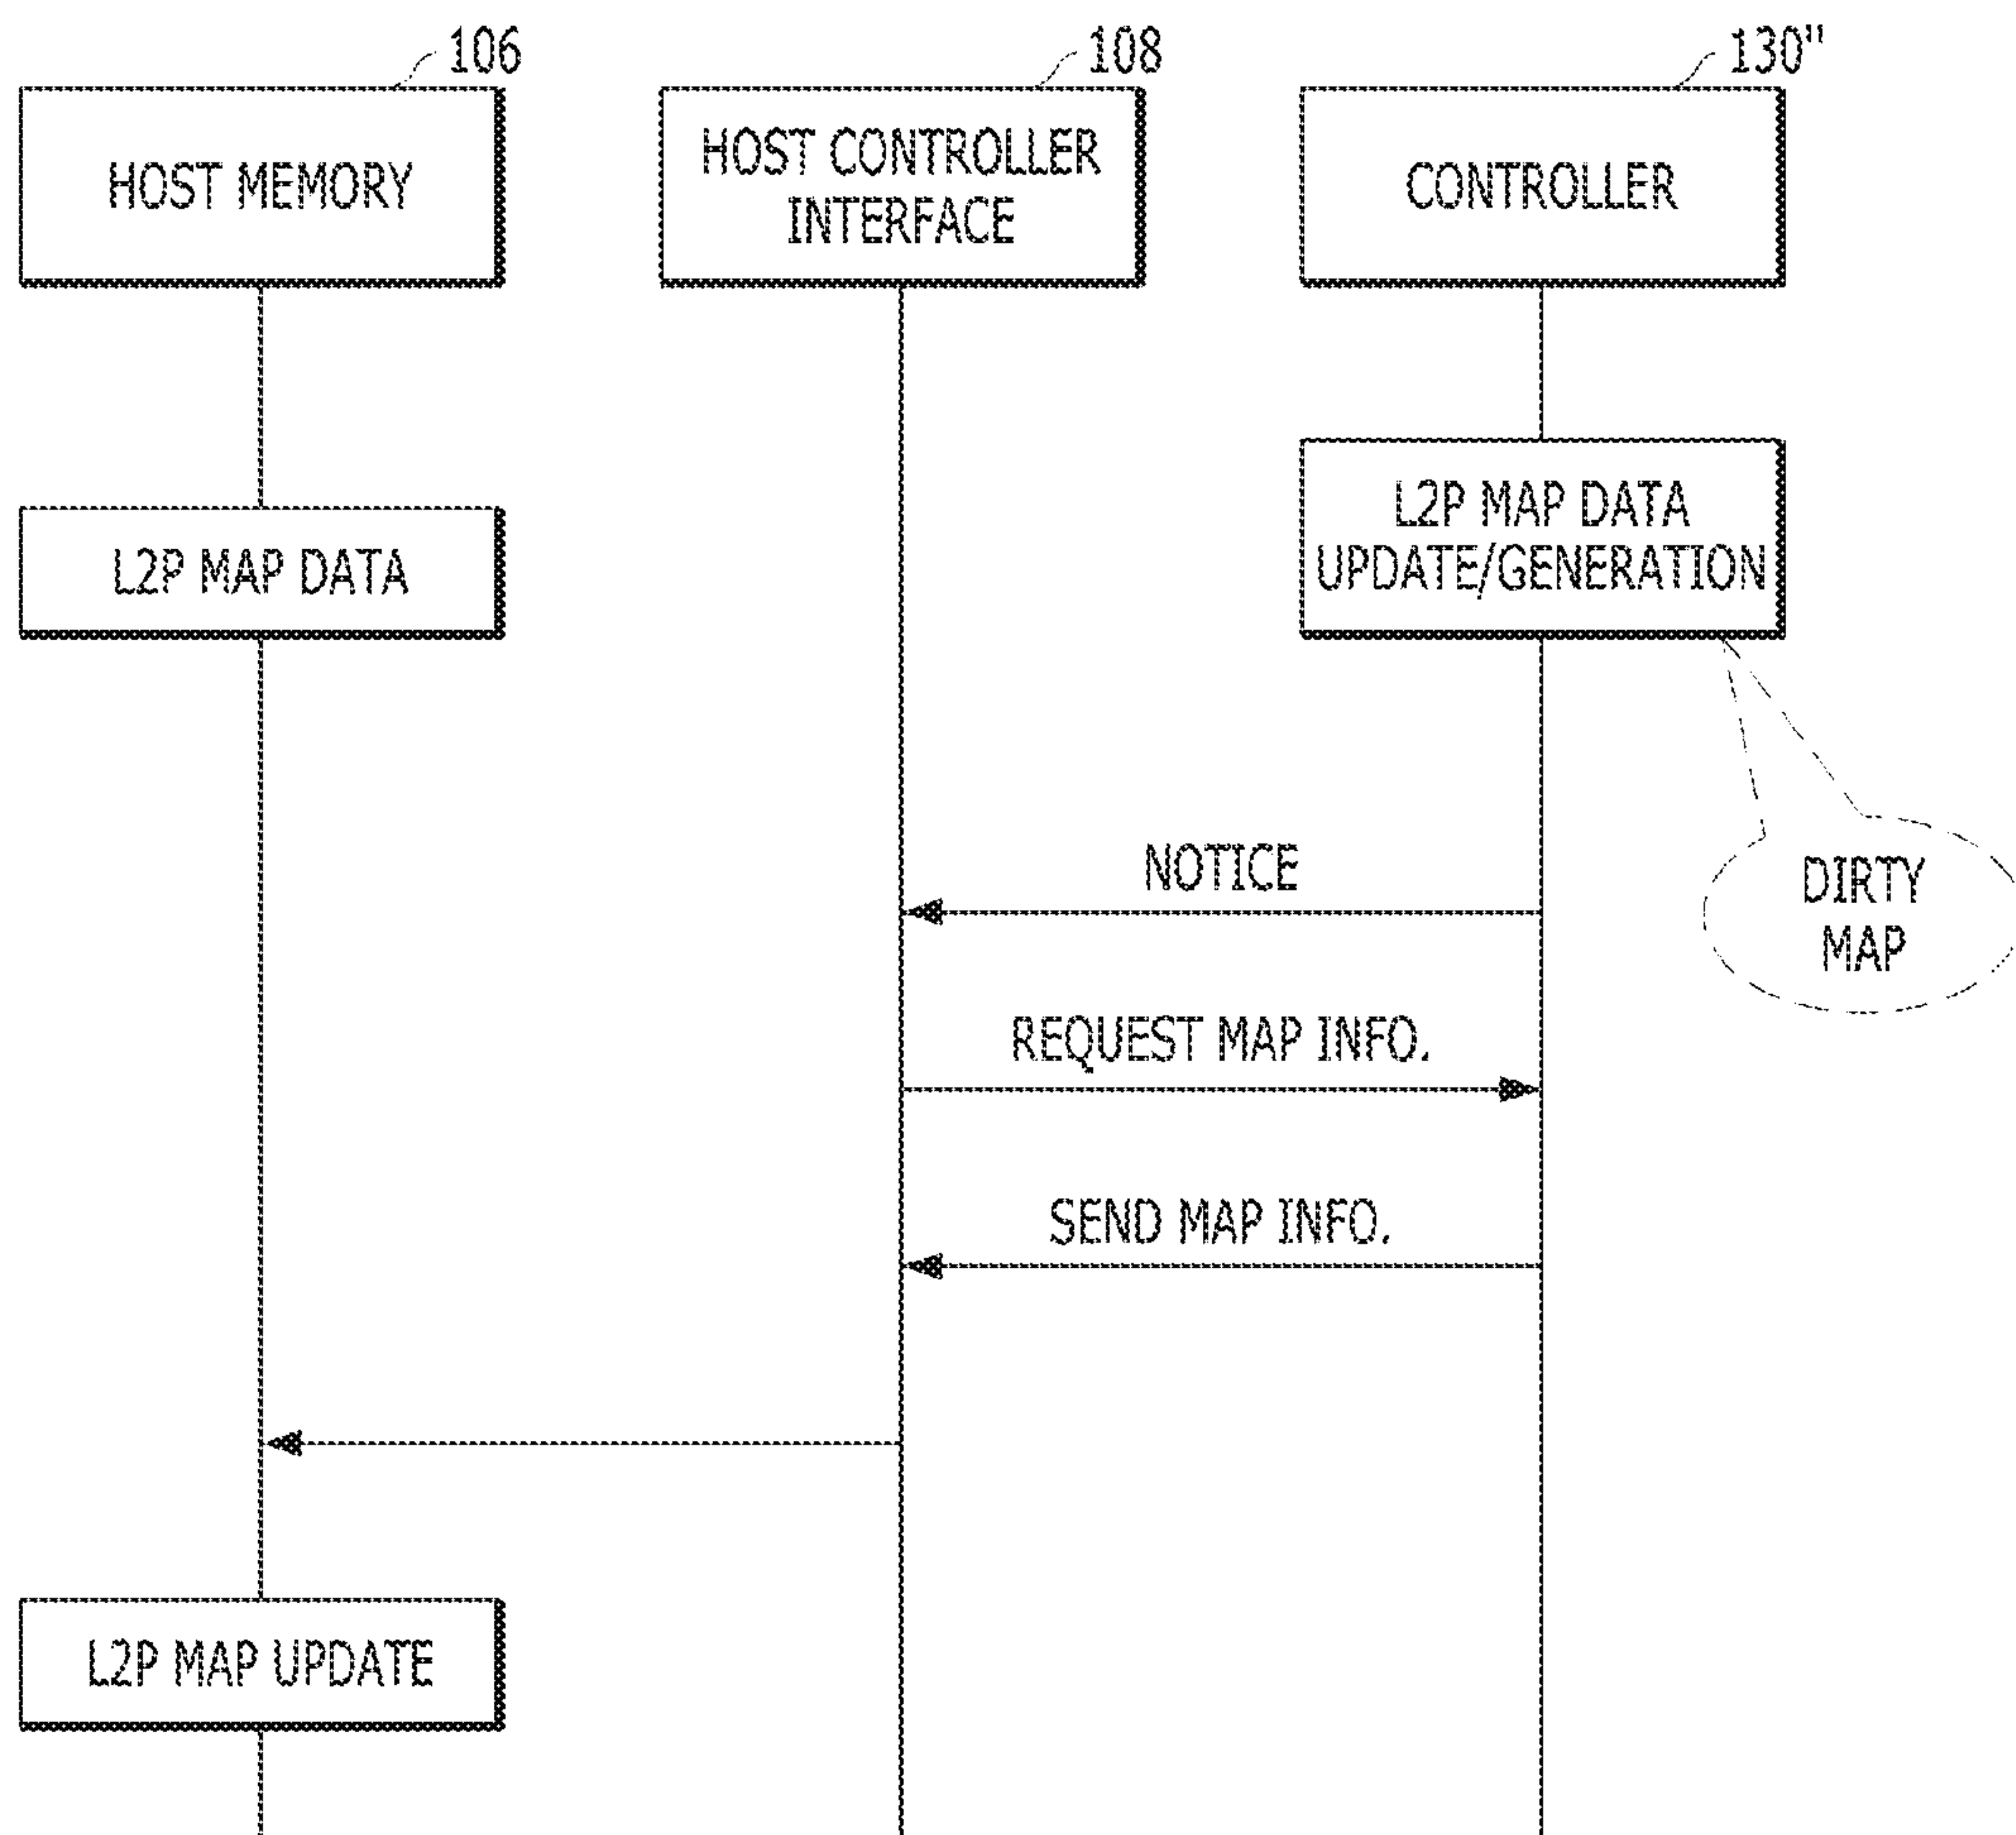 106
108
130"
HOST MEMORY
HOST CONTROLLER
INTERFACE
CONTROLLER
L2P MAP DATA
L2P MAP DATA
UPDATE/GENERATION
DIRTY
MAP
NOTICE
REQUEST MAP INFO.
SEND MAP INFO.
L2P MAP UPDATE